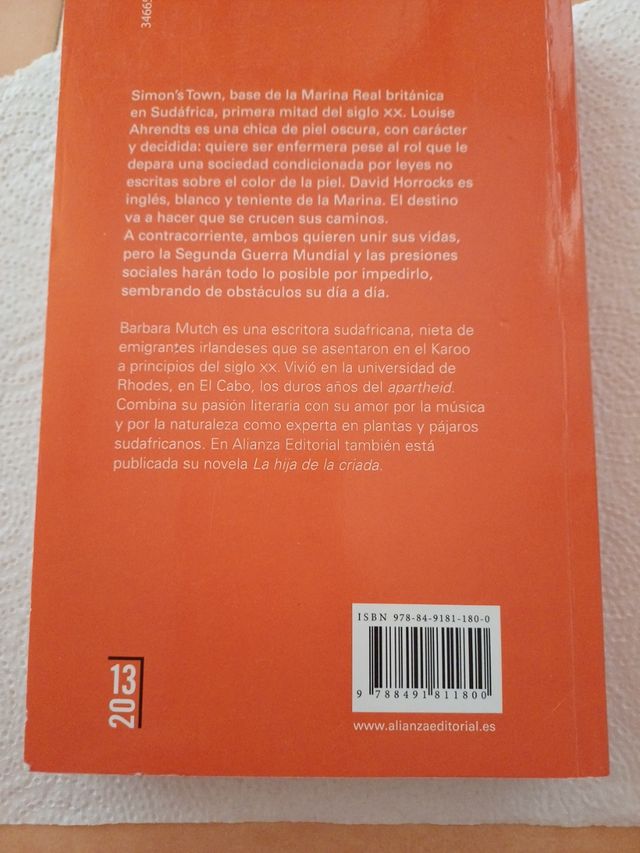 34665
Simon's Town, base de la Marina Real británica
en Sudáfrica, primera mitad del siglo XX. Louise
Ahrendts es una chica de piel oscura, con carácter
y decidida: quiere ser enfermera pese al rol que le
depara una sociedad condicionada por leyes no
escritas sobre el color de la piel. David Horrocks es
inglés, blanco y teniente de la Marina. El destino
va a hacer que se crucen sus caminos.
A contracorriente, ambos quieren unir sus vidas,
pero la Segunda Guerra Mundial y las presiones
sociales harán todo lo posible por impedirlo,
sembrando de obstáculos su día a día.
Barbara Mutch es una escritora sudafricana, nieta de
emigrantes irlandeses que se asentaron en el Karoo
a principios del siglo XX. Vivió en la universidad de
Rhodes, en El Cabo, los duros años del apartheid.
Combina su pasión literaria con su amor por la música
y por la naturaleza como experta en plantas y pájaros
sudafricanos. En Alianza Editorial también está
publicada su novela La hija de la criada.
ISBN 978-84-9181-180-0
9 788491 811800
www.alianzaeditorial.es
13
20